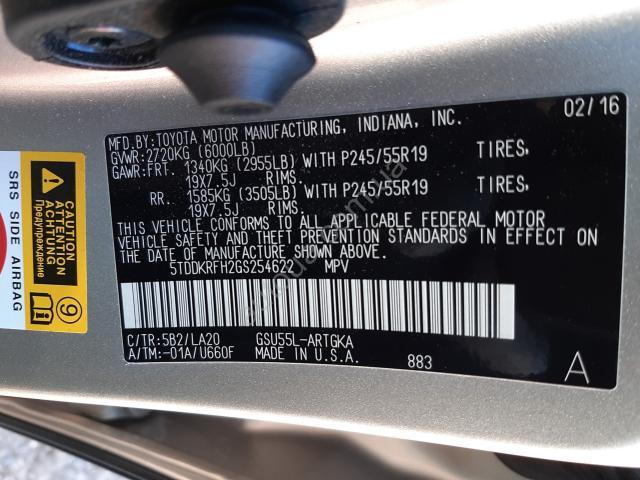 02/16
MFD.BY:TOYOTA MOTOR MANUFACTURING, INDIANA, INC.
GVWR:2720KG (6000LB)
GAWR:FRT. 1340KG (2955LB) WITH P245/55R19 TIRES,
19X7.5J RIMS.
RR. 1585KG (3505LB) WITH P245/55R19 TIRES,
19X7.5J RIMS.
THIS VEHICLE CONFORMS TO ALL APPLICABLE FEDERAL MOTOR
VEHICLE SAFETY AND THEFT PREVENTION STANDARDS IN EFFECT ON
THE DATE OF MANUFACTURE SHOWN ABOVE.
5TDDKRFH2GS254622 MPV
C/TR:5B2/LA20 GSU55L-ARTGKA
A/TM:-01A/U660F MADE IN U.S.A. 883
A
CAUTION
ATTENTION
ACHTUNG
Предупреждение
9
SRS SIDE AIRBAG